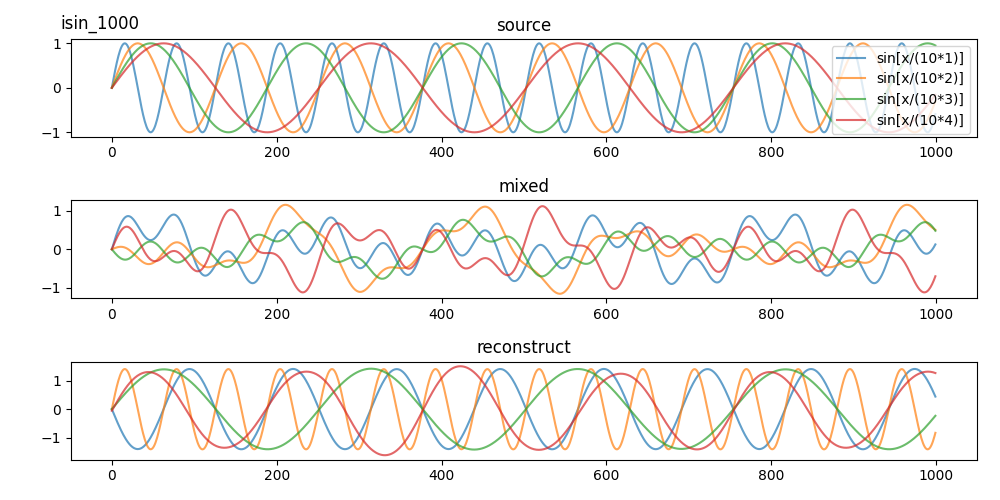 isin_1000
source
1
0
−1
sin[x/(10*1)]
sin[x/(10*2)]
sin[x/(10*3)]
sin[x/(10*4)]
0 200 400 600 800 1000
mixed
1
0
−1
0 200 400 600 800 1000
reconstruct
1
0
−1
0 200 400 600 800 1000